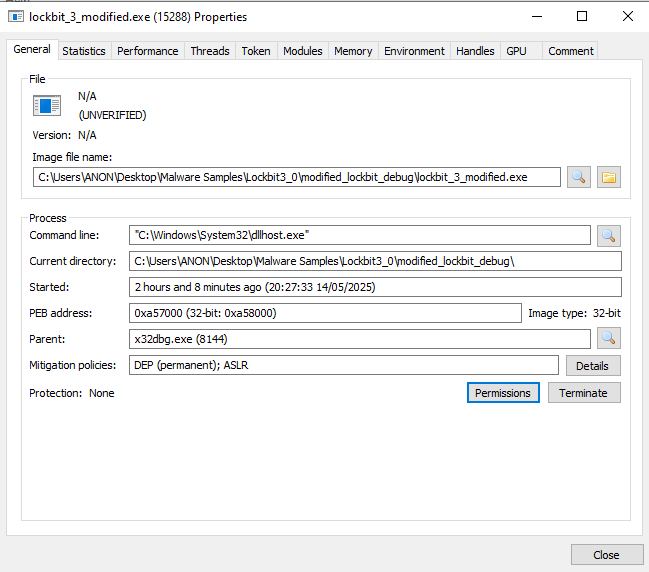 lockbit_3_modified.exe (15288) Properties
General Statistics Performance Threads Token Modules Memory Environment Handles GPU Comment
File
N/A
(UNVERIFIED)
Version: N/A
Image file name:
C:\Users\ANON\Desktop\Malware Samples\Lockbit3_0\modified_lockbit_debug\lockbit_3_modified.exe
Process
Command line: "C:\Windows\System32\dllhost.exe"
Current directory: C:\Users\ANON\Desktop\Malware Samples\Lockbit3_0\modified_lockbit_debug\
Started: 2 hours and 8 minutes ago (20:27:33 14/05/2025)
PEB address: 0xa57000 (32-bit: 0xa58000) Image type: 32-bit
Parent: x32dbg.exe (8144)
Mitigation policies: DEP (permanent); ASLR Details
Protection: None Permissions Terminate
Close